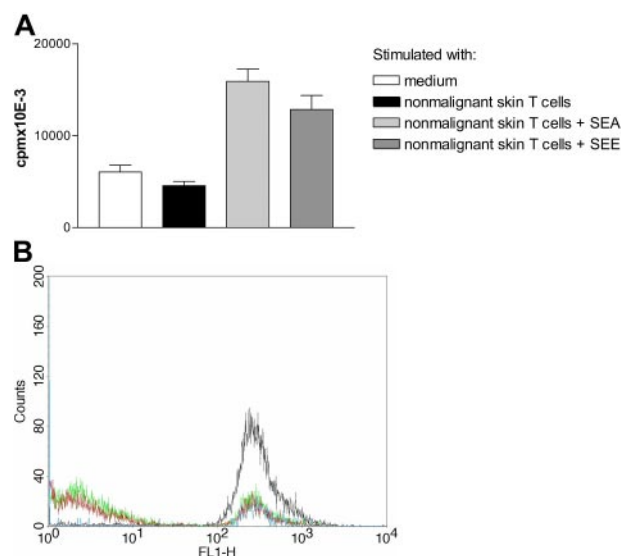 A
20000
10000
0
cpmx10E-3
Stimulated with:
medium
nonmalignant skin T cells
nonmalignant skin T cells + SEA
nonmalignant skin T cells + SEE
B
200
160
120
80
40
0
Counts
10^0
10^1
10^2
10^3
10^4
FL1-H